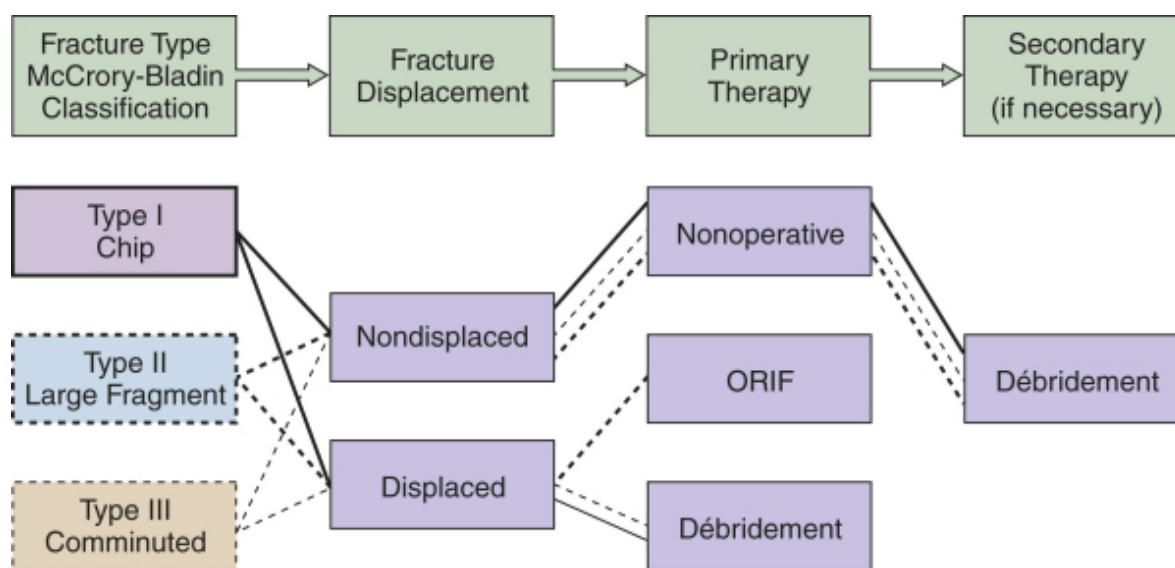 Fracture Type
McCrory-Bladin
Classification
Fracture
Displacement
Primary
Therapy
Secondary
Therapy
(if necessary)
Type I
Chip
Nonoperative
Nondisplaced
Type II
Large Fragment
ORIF
Débridement
Displaced
Type III
Comminuted
Débridement